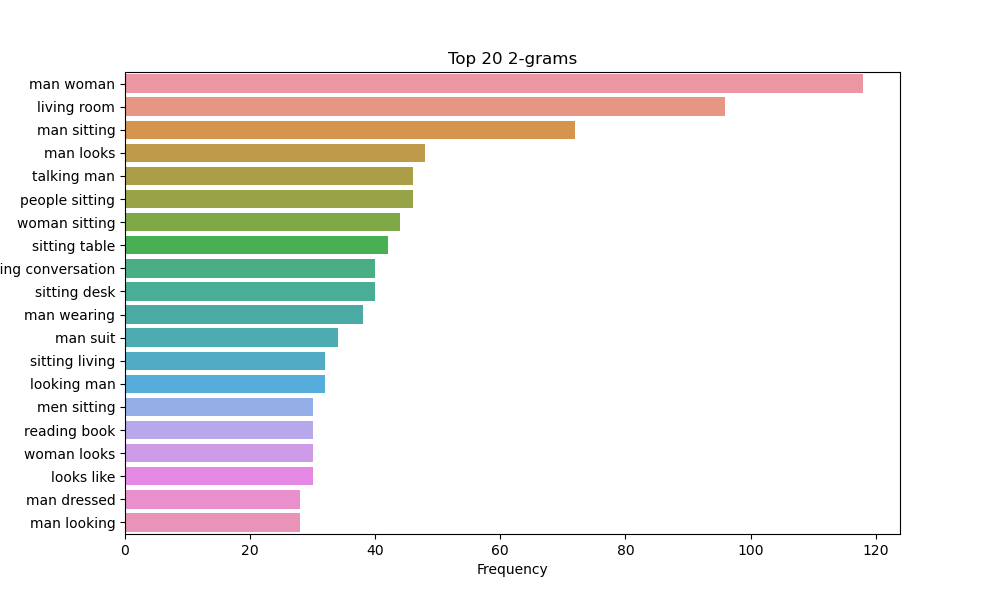 Top 20 2-grams
man woman
living room
man sitting
man looks
talking man
people sitting
woman sitting
sitting table
ing conversation
sitting desk
man wearing
man suit
sitting living
looking man
men sitting
reading book
woman looks
looks like
man dressed
man looking
0 20 40 60 80 100 120
Frequency